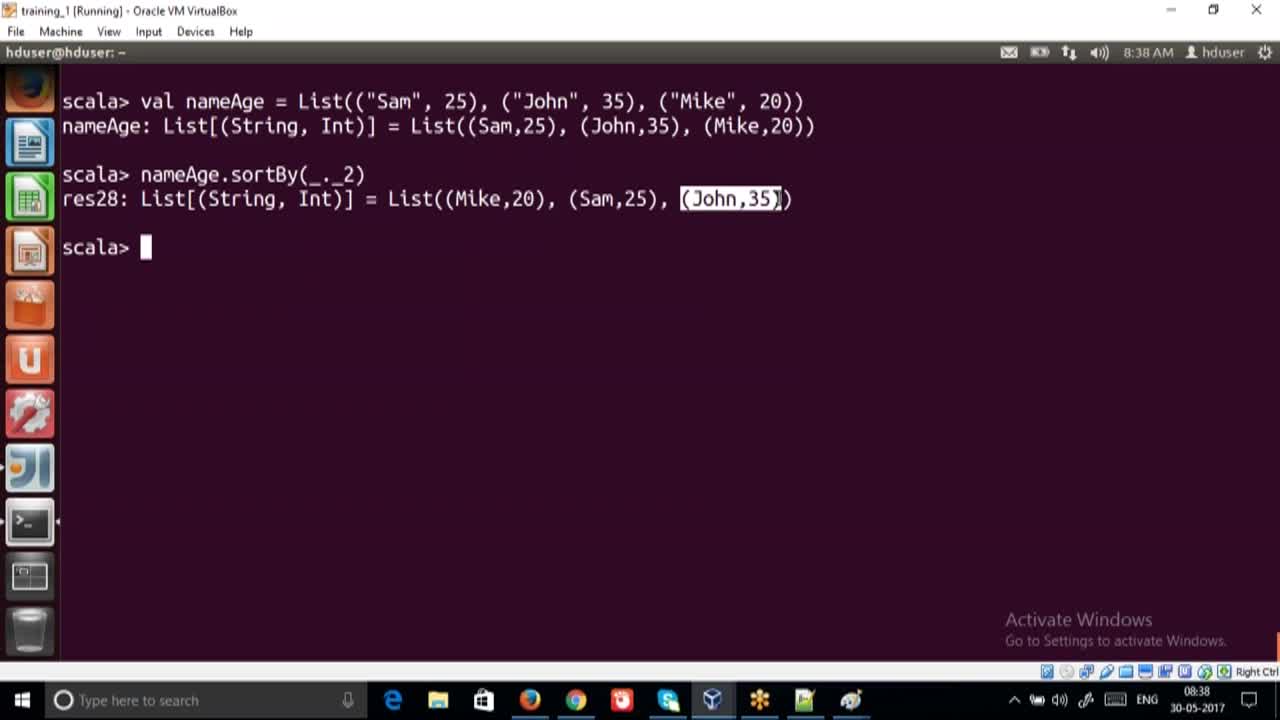 training_1 [Running] - Oracle VM VirtualBox
File Machine View Input Devices Help
hduser@hduser: ~
8:38 AM hduser
scala> val nameAge = List(("Sam", 25), ("John", 35), ("Mike", 20))
nameAge: List[(String, Int)] = List((Sam,25), (John,35), (Mike,20))
scala> nameAge.sortBy(_._2)
res28: List[(String, Int)] = List((Mike,20), (Sam,25), (John,35))
scala>
Activate Windows
Go to Settings to activate Windows.
Right Ctrl
Type here to search
ENG
08:38
30-05-2017